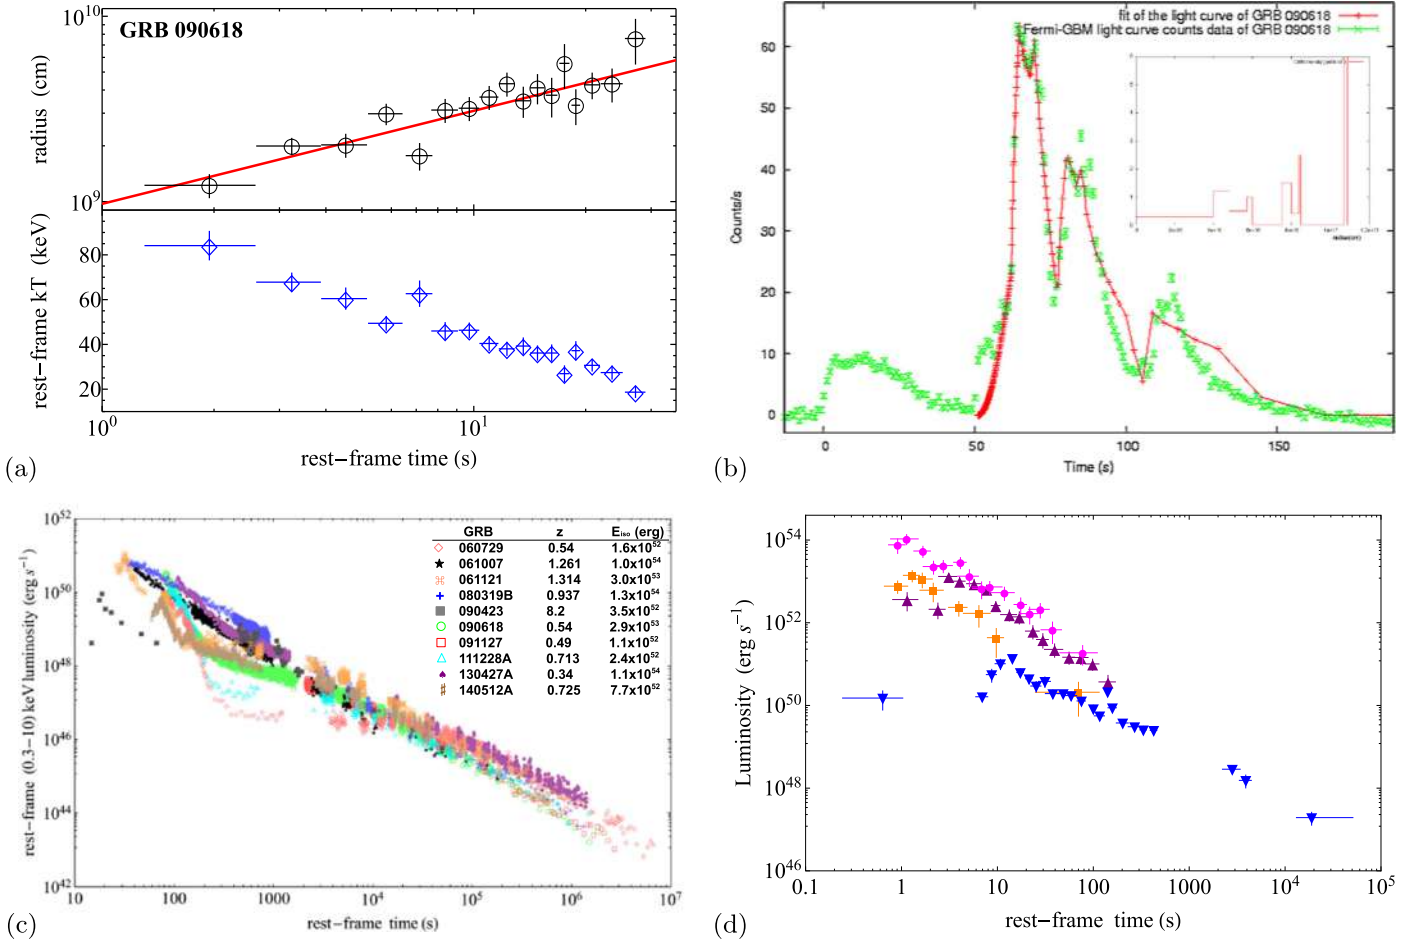 GRB 090618
10^10
10^9
radius (cm)
80
60
40
20
rest-frame kT (keV)
10^0
10^1
rest-frame time (s)
(a)
fit of the light curve of GRB 090618
Fermi-GBM light curve counts data of GRB 090618
60
50
40
30
20
10
0
Counts/s
0 50 100 150
Time (s)
(b)
10^52
10^50
10^48
10^46
10^44
10^42
rest-frame (0.3-10) keV luminosity (erg s^-1)
GRB z E_iso (erg)
060729 0.54 1.6x10^52
061007 1.261 1.0x10^54
061121 1.314 3.0x10^53
080319B 0.937 1.3x10^54
090423 8.2 3.5x10^52
090618 0.54 2.9x10^53
091127 0.49 1.1x10^52
111228A 0.713 2.4x10^52
130427A 0.34 1.1x10^54
140512A 0.725 7.7x10^52
10 100 1000 10^4 10^5 10^6 10^7
rest-frame time (s)
(c)
10^54
10^52
10^50
10^48
10^46
Luminosity (erg s^-1)
0.1 1 10 100 1000 10^4 10^5
rest-frame time (s)
(d)